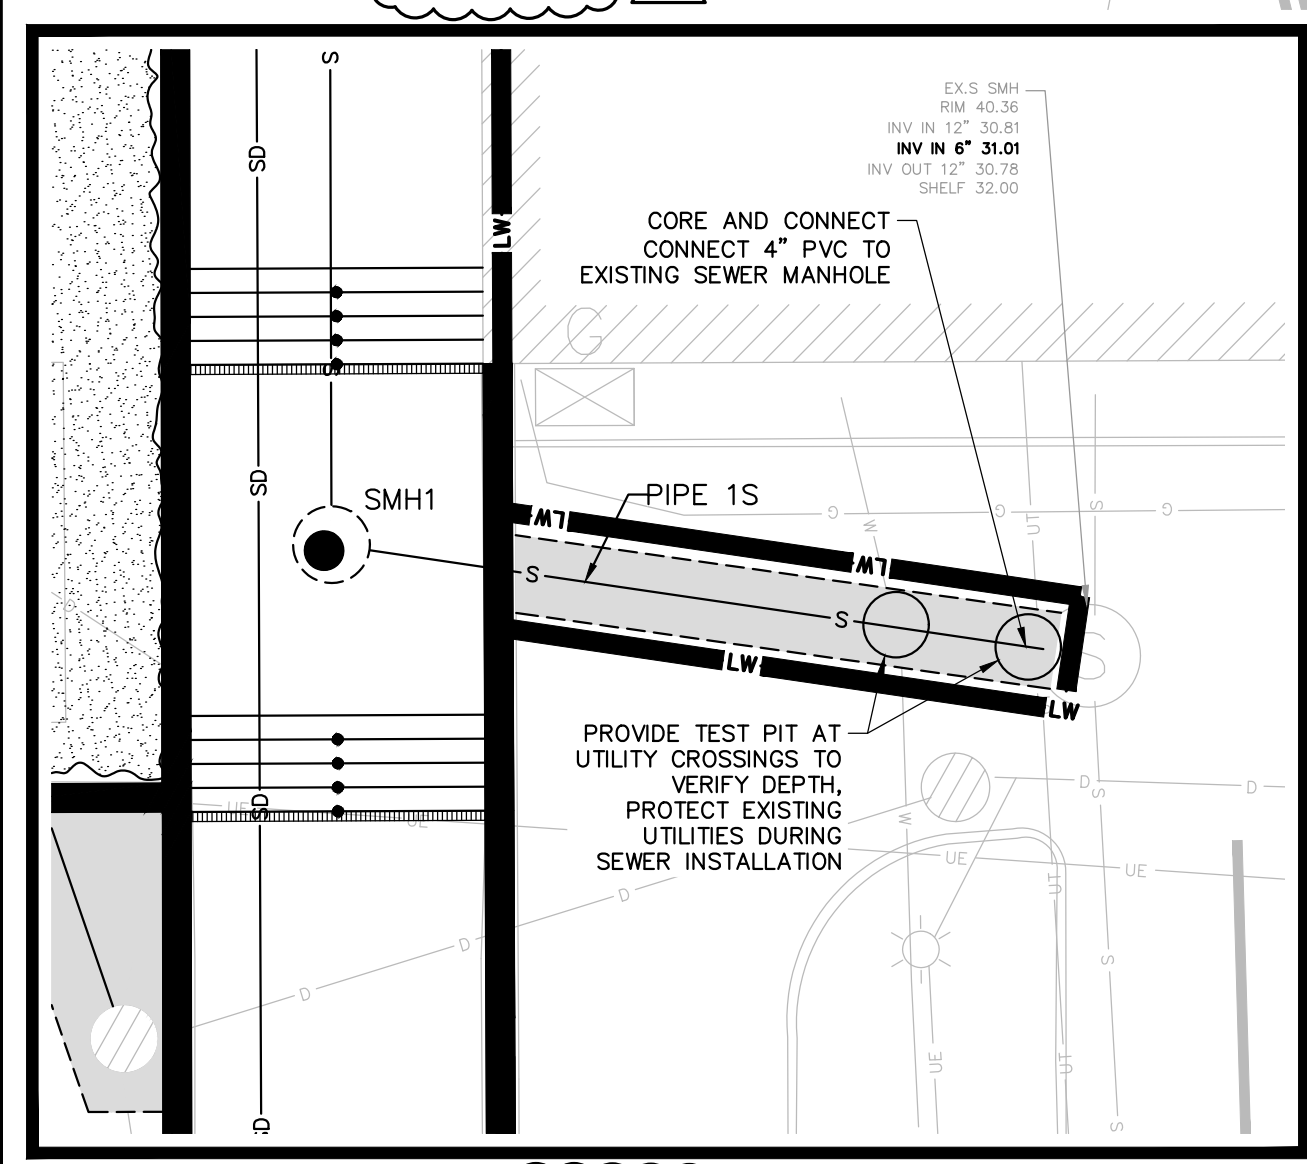 EX.S SMH
RIM 40.36
INV IN 12" 30.81
INV IN 6" 31.01
INV OUT 12" 30.78
SHELF 32.00
CORE AND CONNECT
CONNECT 4" PVC TO
EXISTING SEWER MANHOLE
S
SD
LW
G
S
SD
SMH1
PIPE 1S
LW
G
W
G
UT
S
G
LW
S
D
S
S
LW
LW
PROVIDE TEST PIT AT
UTILITY CROSSINGS TO
VERIFY DEPTH,
PROTECT EXISTING
UTILITIES DURING
SEWER INSTALLATION
UE
SD
UE
D
S
D
W
UE
UE
UT
D
D
S
D
UE
UT
SD
S